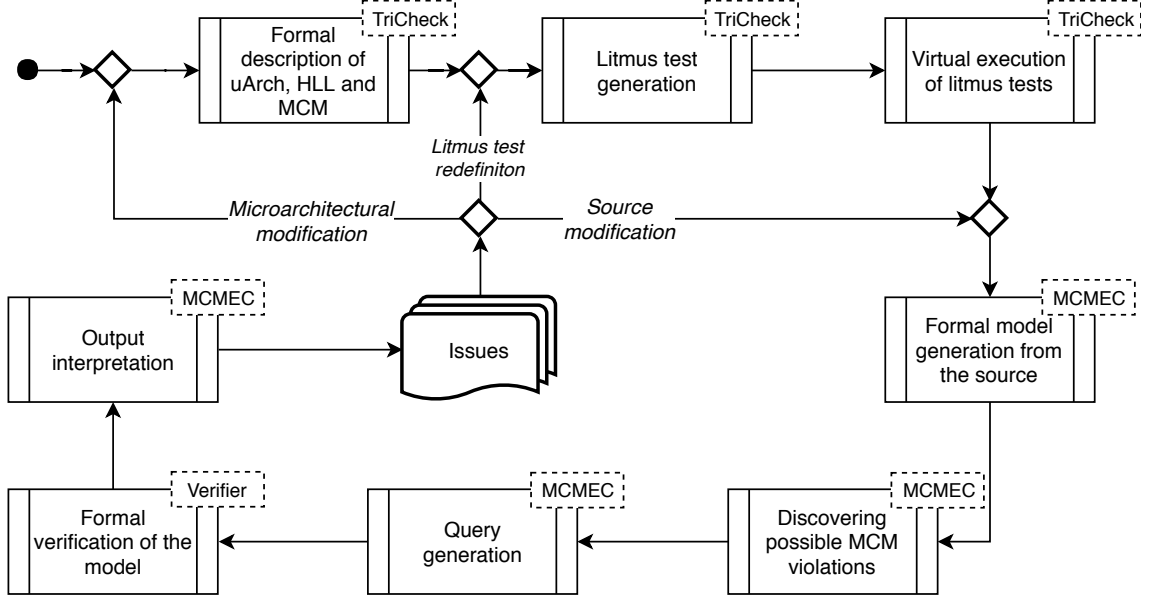 TriCheck
Formal
description of
uArch, HLL and
MCM
TriCheck
Litmus test
generation
TriCheck
Virtual execution
of litmus tests
Litmus test
redefiniton
Microarchitectural
modification
Source
modification
MCMEC
Output
interpretation
Issues
MCMEC
Formal model
generation from
the source
Verifier
Formal
verification of the
model
MCMEC
Query
generation
MCMEC
Discovering
possible MCM
violations